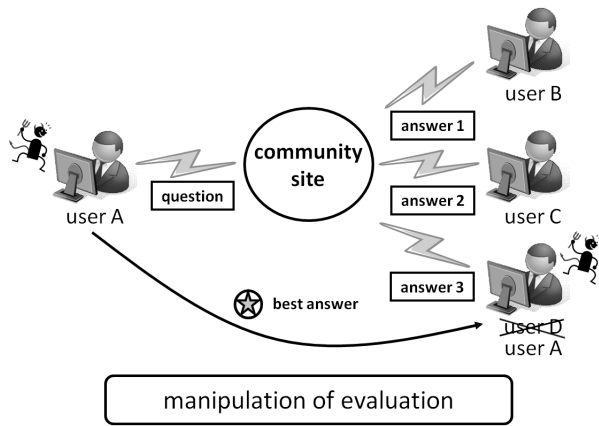 user B
answer 1
community
site
question
user A
answer 2
user C
answer 3
best answer
user D
user A
manipulation of evaluation